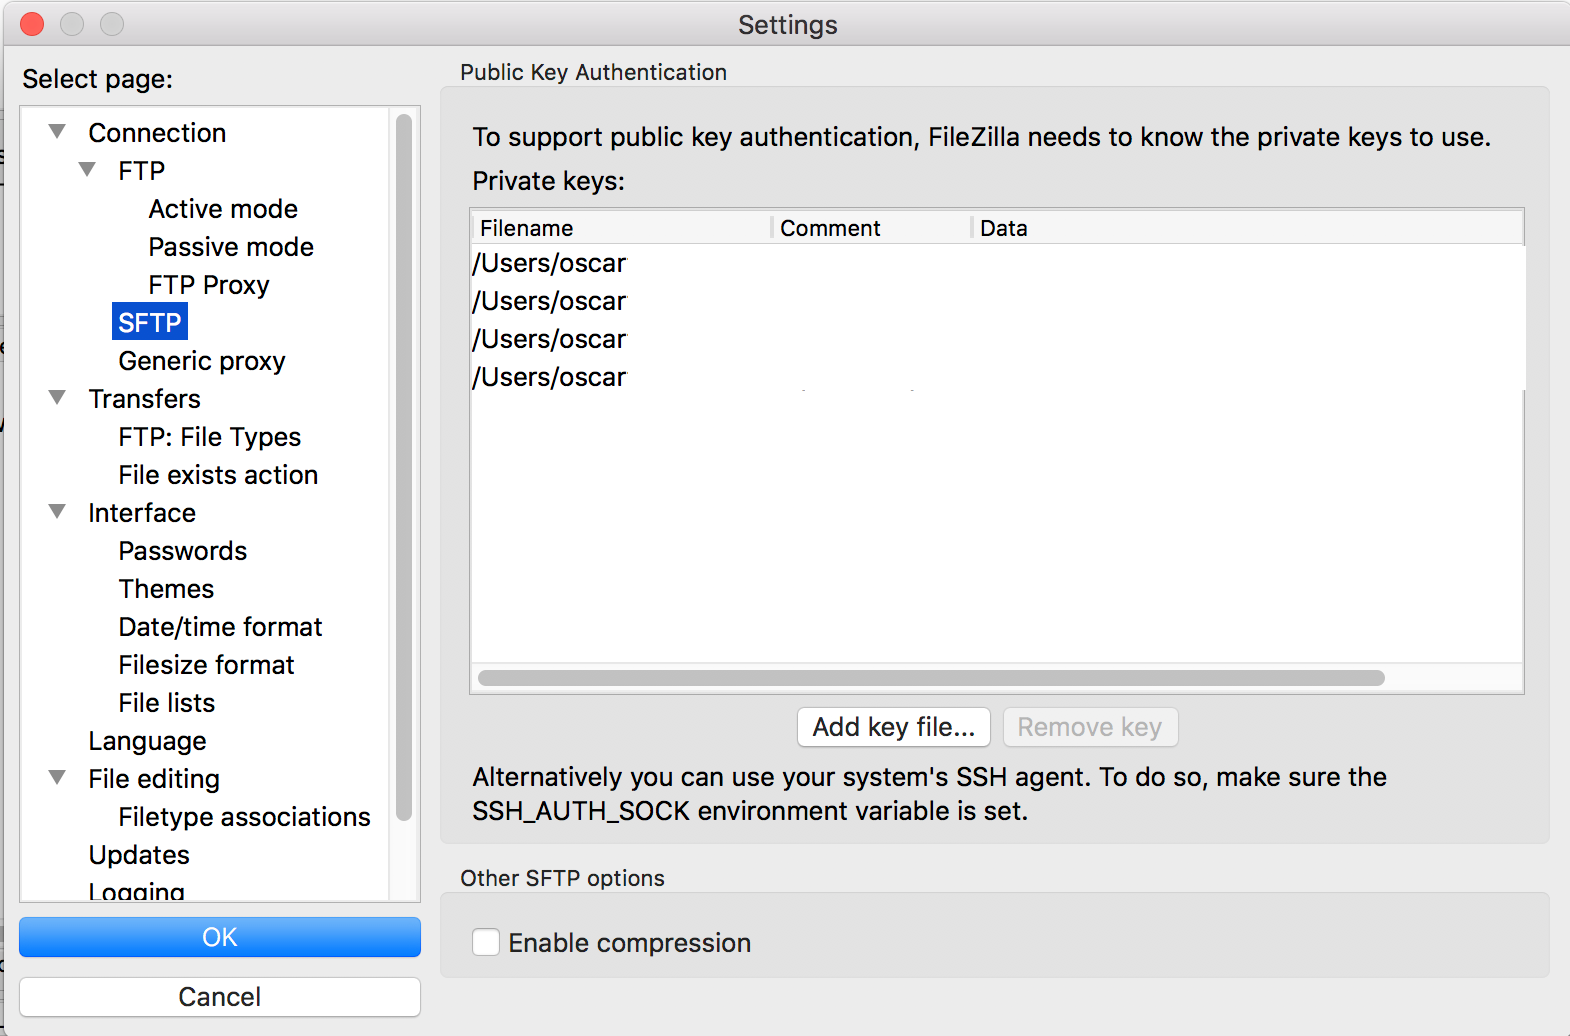 Settings
Select page:
Connection
FTP
Active mode
Passive mode
FTP Proxy
SFTP
Generic proxy
Transfers
FTP: File Types
File exists action
Interface
Passwords
Themes
Date/time format
Filesize format
File lists
Language
File editing
Filetype associations
Updates
Logging
OK
Cancel
Public Key Authentication
To support public key authentication, FileZilla needs to know the private keys to use.
Private keys:
Filename Comment Data
/Users/oscar
/Users/oscar
/Users/oscar
/Users/oscar
Add key file... Remove key
Alternatively you can use your system's SSH agent. To do so, make sure the
SSH_AUTH_SOCK environment variable is set.
Other SFTP options
Enable compression